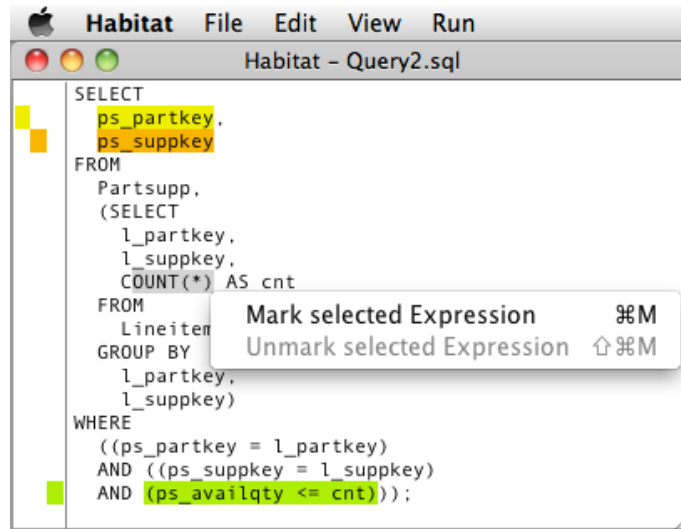 Habitat File Edit View Run
Habitat – Query2.sql
SELECT
ps_partkey,
ps_suppkey
FROM
Partsupp,
(SELECT
l_partkey,
l_suppkey,
COUNT(*) AS cnt
FROM
Lineitem
GROUP BY
l_partkey,
l_suppkey)
WHERE
((ps_partkey = l_partkey)
AND ((ps_suppkey = l_suppkey)
AND (ps_availqty <= cnt)));
Mark selected Expression ⌘M
Unmark selected Expression ⇧⌘M